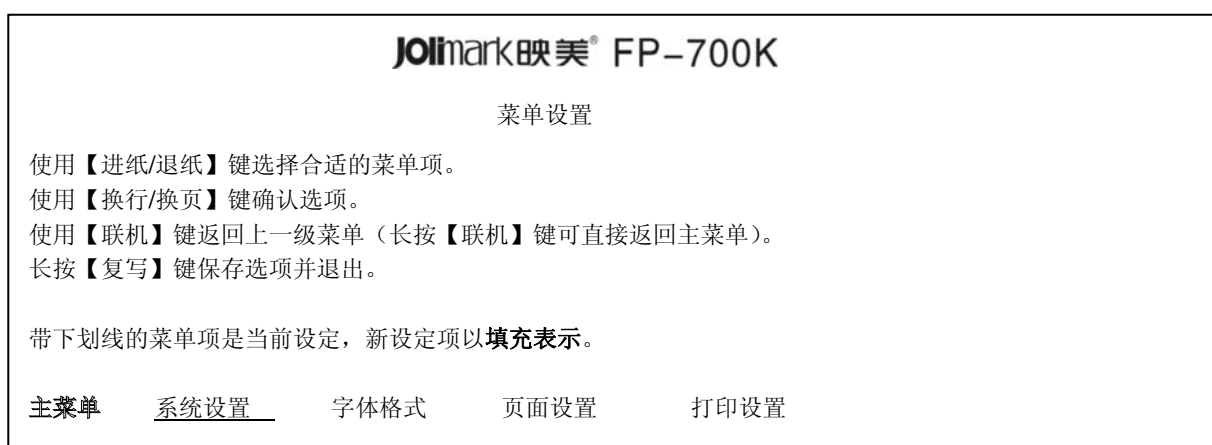 Jolimark映美® FP-700K
菜单设置
使用【进纸/退纸】键选择合适的菜单项。
使用【换行/换页】键确认选项。
使用【联机】键返回上一级菜单（长按【联机】键可直接返回主菜单）。
长按【复写】键保存选项并退出。
带下划线的菜单项是当前设定，新设定项以填充表示。
主菜单 系统设置 字体格式 页面设置 打印设置